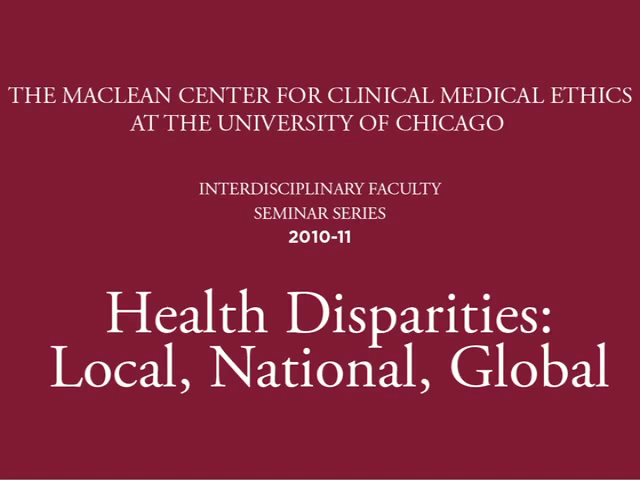 THE MACLEAN CENTER FOR CLINICAL MEDICAL ETHICS
AT THE UNIVERSITY OF CHICAGO
INTERDISCIPLINARY FACULTY
SEMINAR SERIES
2010-11
Health Disparities:
Local, National, Global